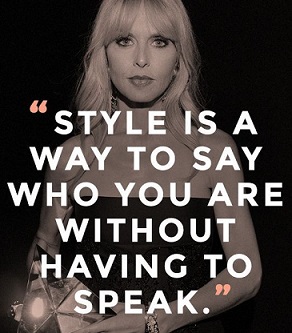 “STYLE IS A
WAY TO SAY
WHO YOU ARE
WITHOUT
HAVING TO
SPEAK.”